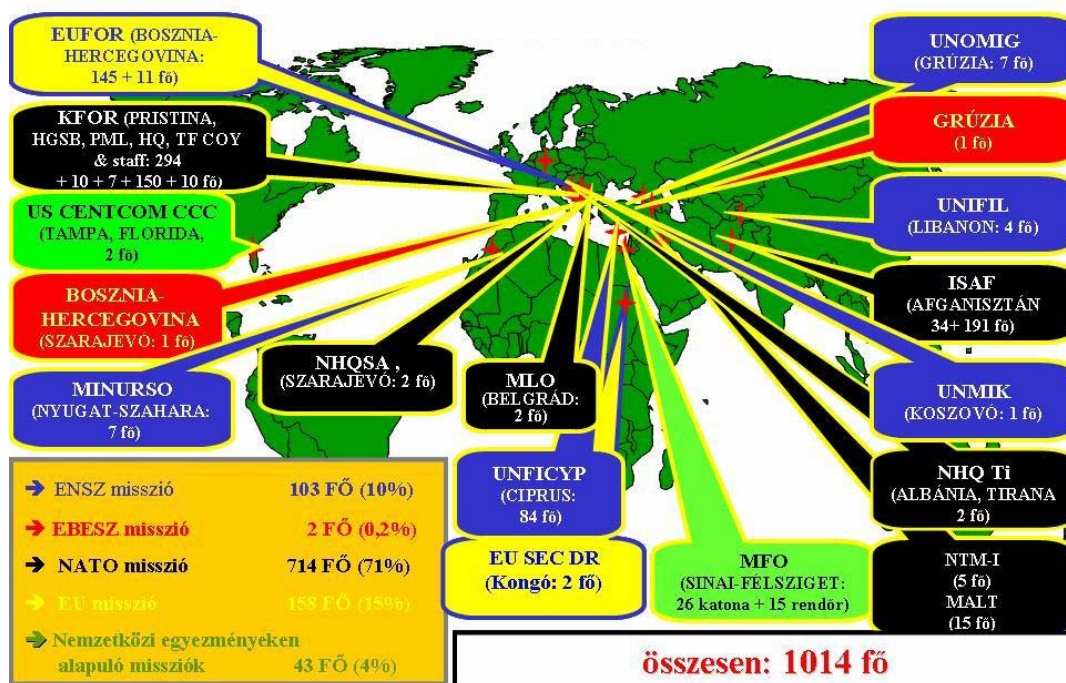 EUFOR (BOSZNIA-
HERCEGOVINA:
145 + 11 fő)
KFOR (PRISTINA,
HGSB, PML, HQ, TF COY
& staff: 294
+ 10 + 7 + 150 + 10 fő)
US CENTCOM CCC
(TAMPA, FLORIDA,
2 fő)
BOSZNIA-
HERCEGOVINA
(SZARAJEVÓ: 1 fő)
MINURSO
(NYUGAT-SZAHARA:
7 fő)
NHQSA ,
(SZARAJEVÓ: 2 fő)
MLO
(BELGRÁD:
2 fő)
UNFICYP
(CIPRUS:
84 fő)
EU SEC DR
(Kongó: 2 fő)
MFO
(SINAI-FÉLSZIGET:
26 katona + 15 rendőr)
UNOMIG
(GRÚZIA: 7 fő)
GRÚZIA
(1 fő)
UNIFIL
(LIBANON: 4 fő)
ISAF
(AFGANISZTÁN
34+ 191 fő)
UNMIK
(KOSZOVÓ: 1 fő)
NHQ Ti
(ALBÁNIA, TIRANA
2 fő)
NTM-I
(5 fő)
MALT
(15 fő)
➔ ENSZ misszió 103 FŐ (10%)
➔ EBESZ misszió 2 FŐ (0,2%)
➔ NATO misszió 714 FŐ (71%)
➔ EU misszió 158 FŐ (15%)
➔ Nemzetközi egyezményeken
alapuló missziók 43 FŐ (4%)
összesen: 1014 fő